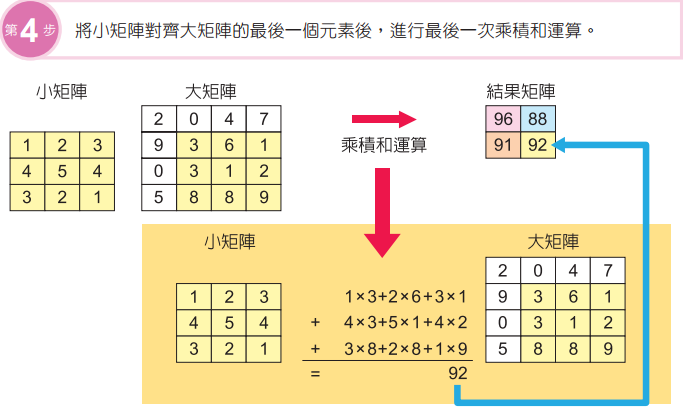 第4步 將小矩陣對齊大矩陣的最後一個元素後，進行最後一次乘積和運算。
小矩陣 大矩陣 結果矩陣
2 0 4 7 96 88
1 2 3 9 3 6 1 91 92
4 5 4 0 3 1 2
3 2 1 5 8 8 9
乘積和運算
小矩陣 大矩陣
2 0 4 7
1 2 3 1×3+2×6+3×1 9 3 6 1
4 5 4 + 4×3+5×1+4×2 0 3 1 2
3 2 1 + 3×8+2×8+1×9 5 8 8 9
= 92